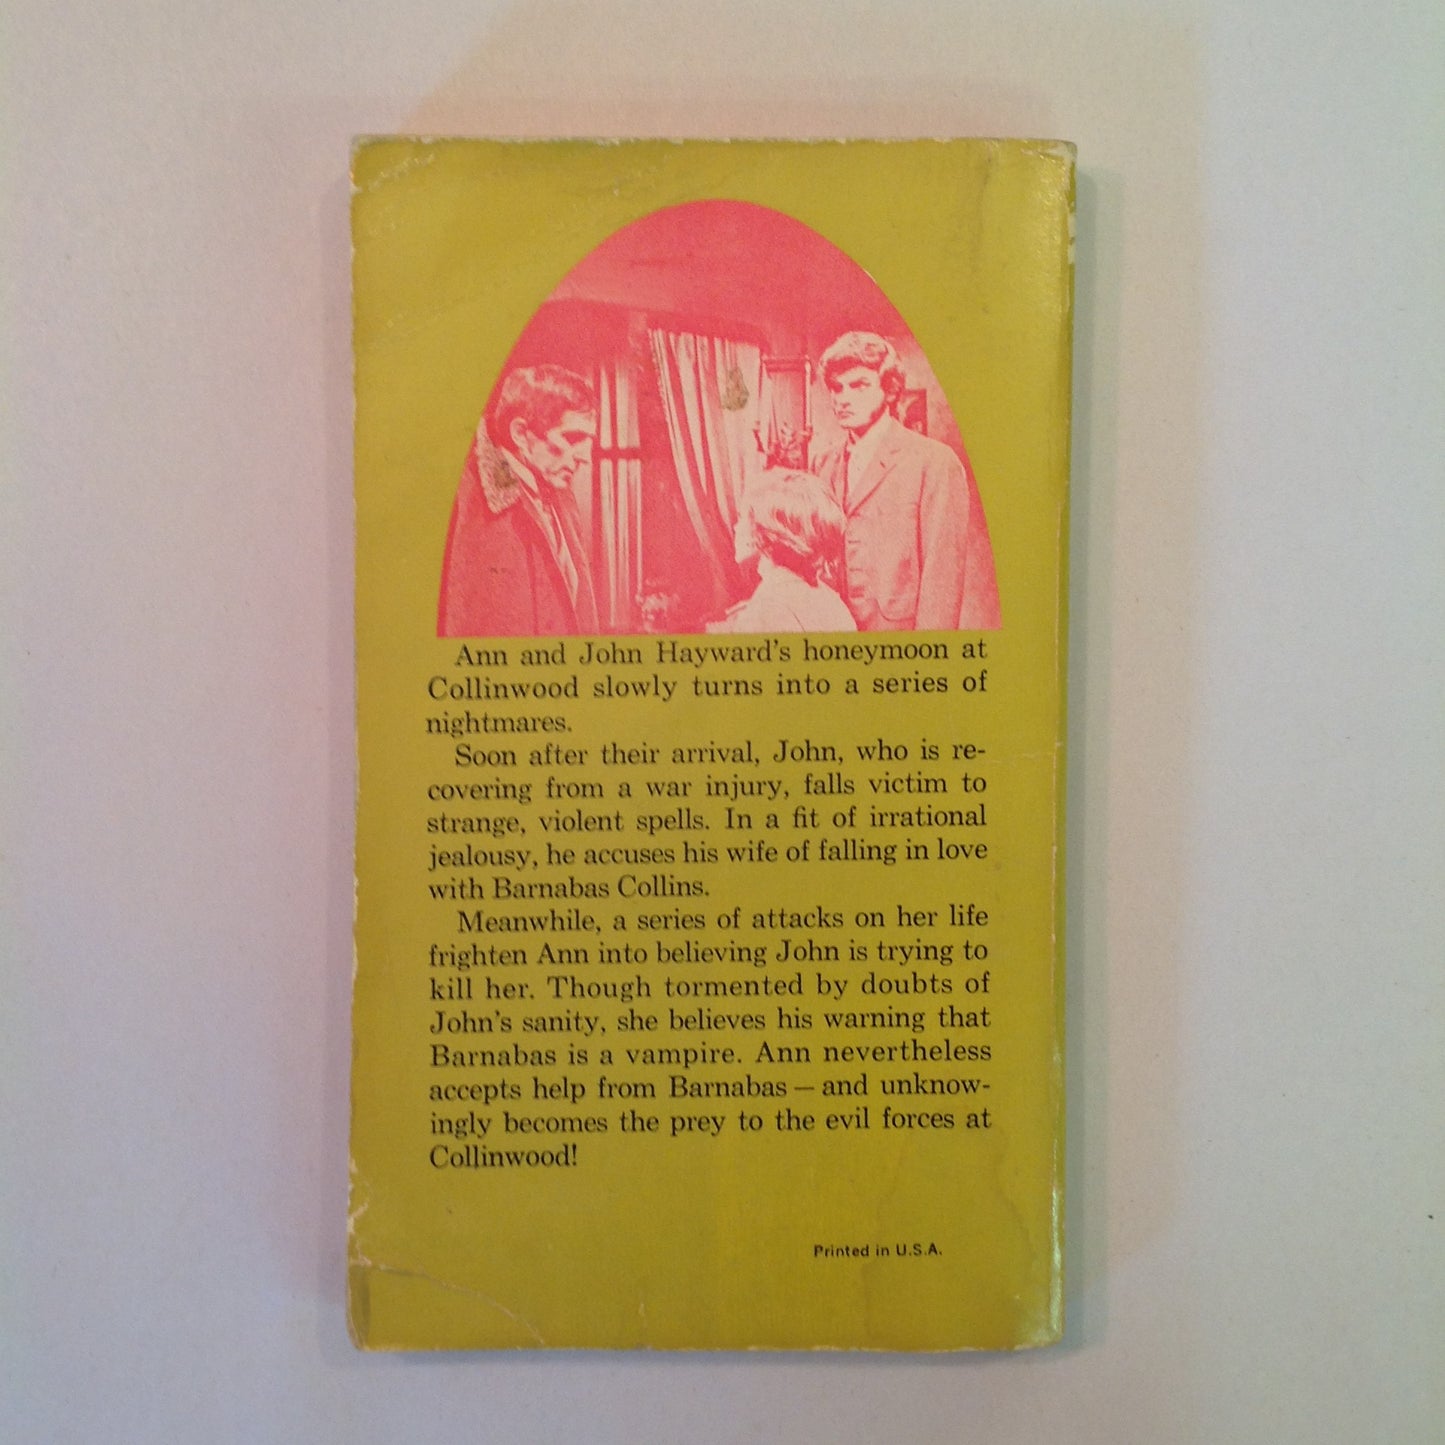 Ann and John Hayward's honeymoon at
Collinwood slowly turns into a series of
nightmares.
Soon after their arrival, John, who is re-
covering from a war injury, falls victim to
strange, violent spells. In a fit of irrational
jealousy, he accuses his wife of falling in love
with Barnabas Collins.
Meanwhile, a series of attacks on her life
frighten Ann into believing John is trying to
kill her. Though tormented by doubts of
John's sanity, she believes his warning that
Barnabas is a vampire. Ann nevertheless
accepts help from Barnabas — and unknow-
ingly becomes the prey to the evil forces at
Collinwood!
Printed in U.S.A.